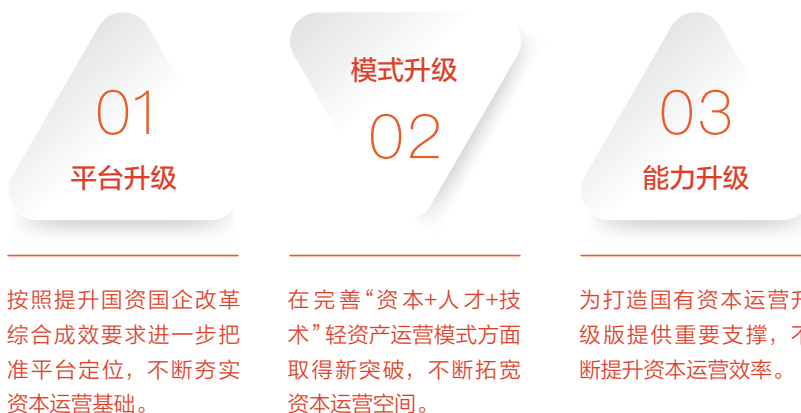 01
平台升级
按照提升国资国企改革
综合成效要求进一步把
准平台定位，不断夯实
资本运营基础。
模式升级
02
在完善“资本+人才+技
术”轻资产运营模式方面
取得新突破，不断拓宽
资本运营空间。
03
能力升级
为打造国有资本运营升
级版提供重要支撑，不
断提升资本运营效率。